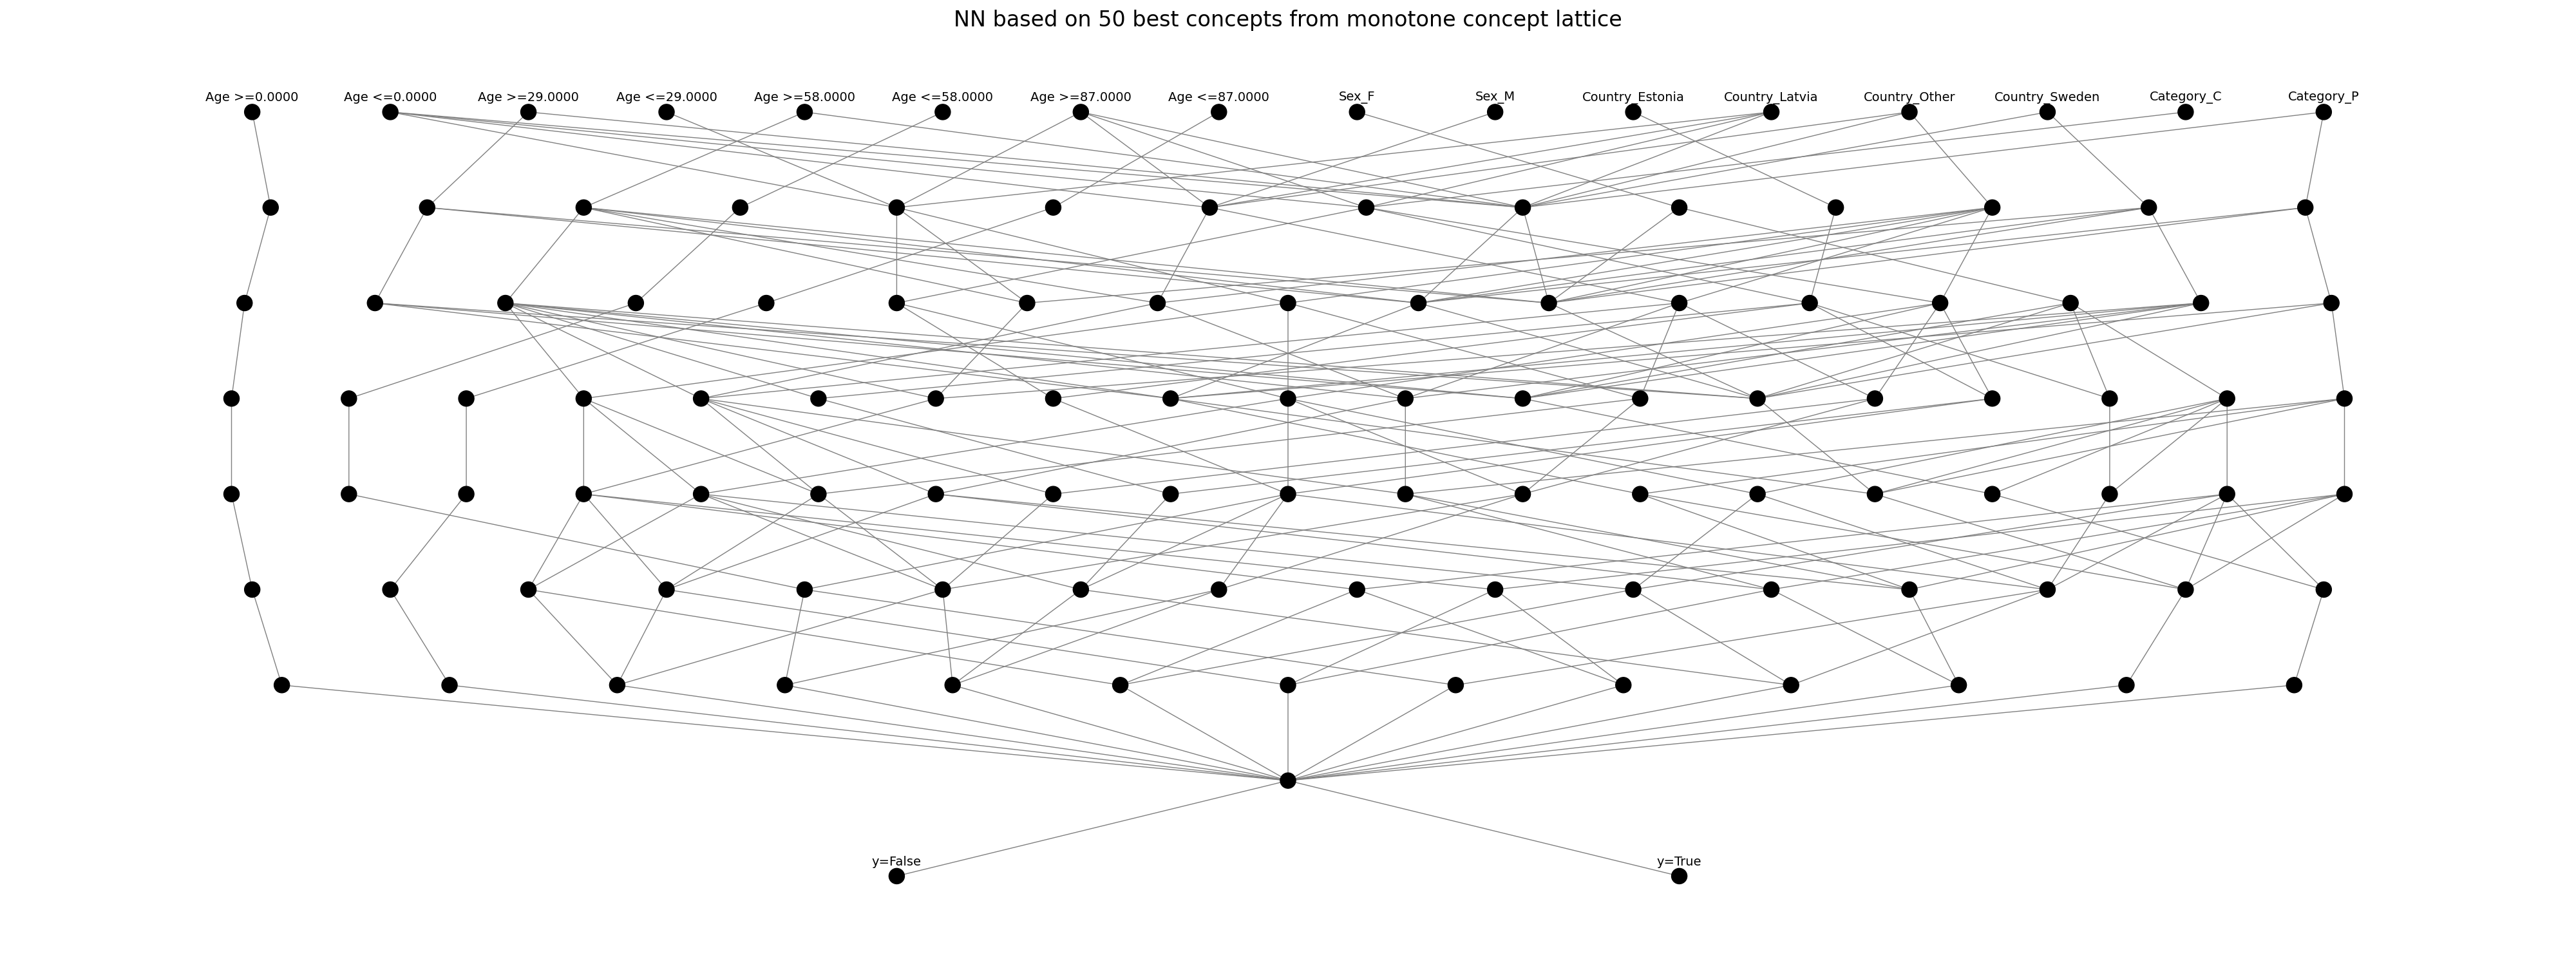 NN based on 50 best concepts from monotone concept lattice
Age >=0.0000 Age <=0.0000 Age >=29.0000 Age <=29.0000 Age >=58.0000 Age <=58.0000 Age >=87.0000 Age <=87.0000 Sex_F Sex_M Country_Estonia Country_Latvia Country_Other Country_Sweden Category_C Category_P
y=False y=True